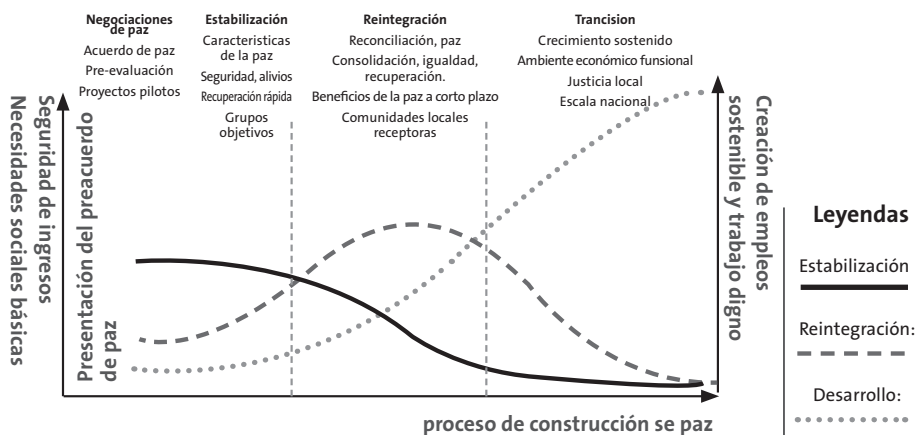 Negociaciones
de paz
Acuerdo de paz
Pre-evaluación
Proyectos pilotos
Estabilización
Caracteristicas
de la paz
Seguridad, alivios
Recuperación rápida
Grupos
objetivos
Reintegración
Reconciliación, paz
Consolidación, igualdad,
recuperación.
Beneficios de la paz a corto plazo
Comunidades locales
receptoras
Trancision
Crecimiento sostenido
Ambiente económico funsional
Justicia local
Escala nacional
Seguridad de ingresos
Necesidades sociales básicas
Presentación del preacuerdo
de paz
Creación de empleos
sostenible y trabajo digno
proceso de construcción se paz
Leyendas
Estabilización
Reintegración:
Desarrollo: